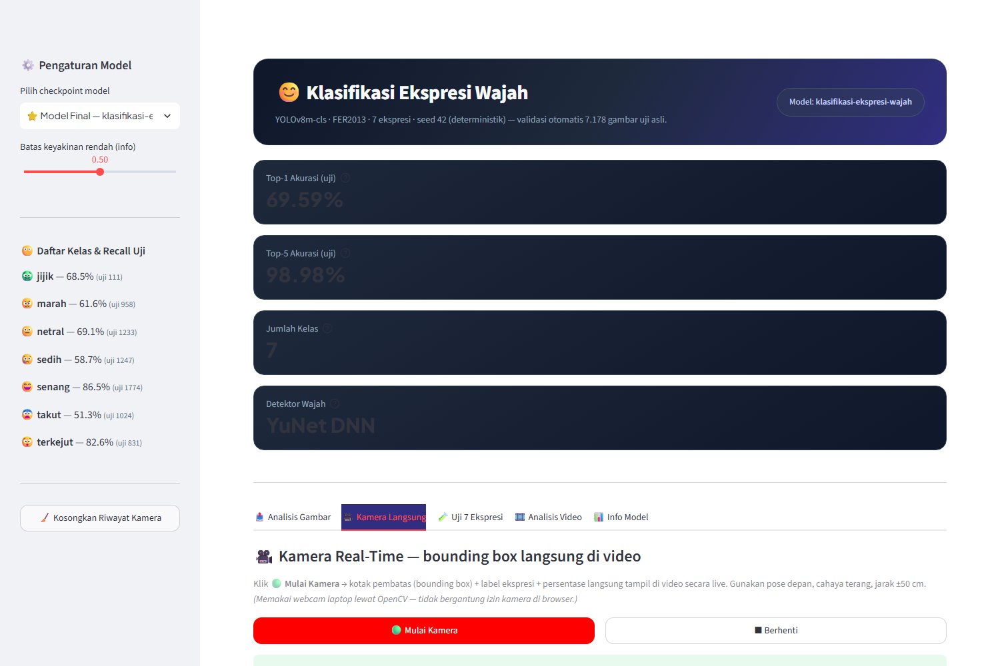 Pengaturan Model
Pilih checkpoint model
Model Final — klasifikasi-e
Batas keyakinan rendah (info)
0.50
Daftar Kelas & Recall Uji
jijik — 68.5% (uji 111)
marah — 61.6% (uji 958)
netral — 69.1% (uji 1233)
sedih — 58.7% (uji 1247)
senang — 86.5% (uji 1774)
takut — 51.3% (uji 1024)
terkejut — 82.6% (uji 831)
Kosongkan Riwayat Kamera
Klasifikasi Ekspresi Wajah
YOLOv8m-cls · FER2013 · 7 ekspresi · seed 42 (deterministik) — validasi otomatis 7.178 gambar uji asli.
Model: klasifikasi-ekspresi-wajah
Top-1 Akurasi (uji)
69.59%
Top-5 Akurasi (uji)
98.98%
Jumlah Kelas
7
Detektor Wajah
YuNet DNN
Analisis Gambar
Kamera Langsung
Uji 7 Ekspresi
Analisis Video
Info Model
Kamera Real-Time — bounding box langsung di video
Klik Mulai Kamera → kotak pembatas (bounding box) + label ekspresi + persentase langsung tampil di video secara live. Gunakan pose depan, cahaya terang, jarak ±50 cm.
(Memakai webcam laptop lewat OpenCV — tidak bergantung izin kamera di browser.)
Mulai Kamera
Berhenti